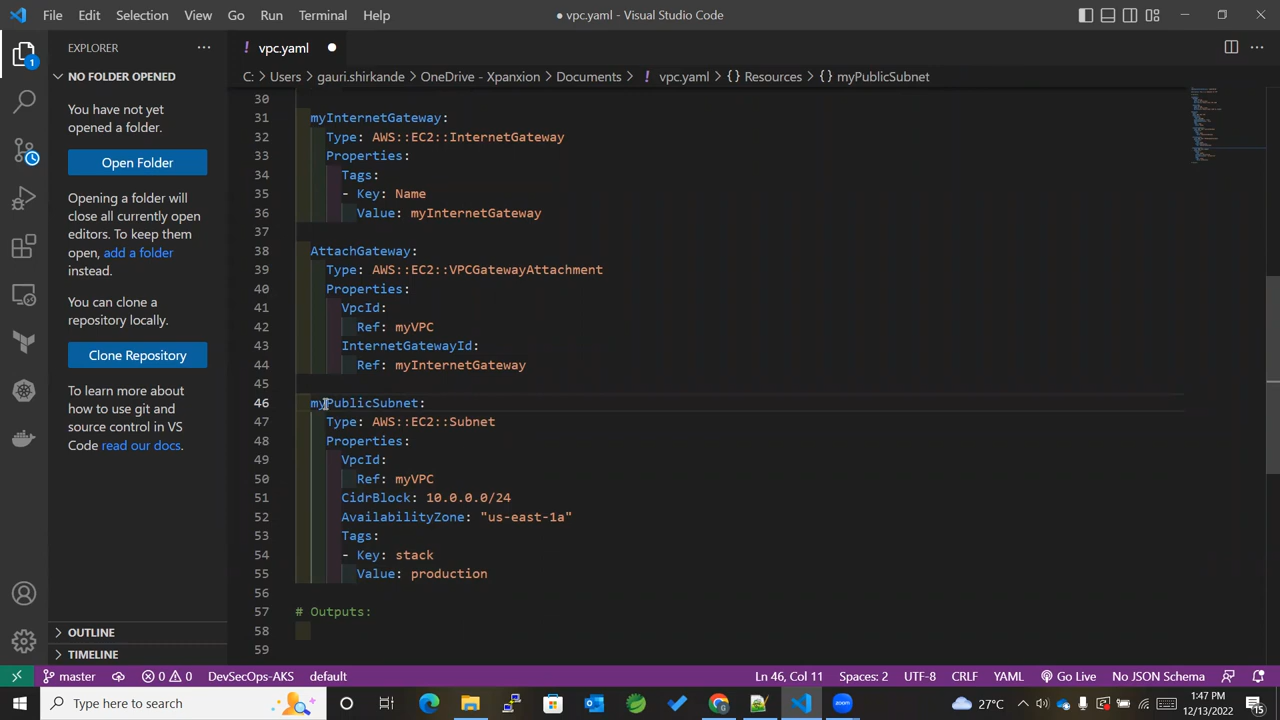 File Edit Selection View Go Run Terminal Help
● vpc.yaml - Visual Studio Code
EXPLORER
NO FOLDER OPENED
You have not yet
opened a folder.
Open Folder
Opening a folder will
close all currently open
editors. To keep them
open, add a folder
instead.
You can clone a
repository locally.
Clone Repository
To learn more about
how to use git and
source control in VS
Code read our docs.
OUTLINE
TIMELINE
1
! vpc.yaml ●
C: > Users > gauri.shirkande > OneDrive - Xpanxion > Documents > ! vpc.yaml > {} Resources > {} myPublicSubnet
30
31 myInternetGateway:
32 Type: AWS::EC2::InternetGateway
33 Properties:
34 Tags:
35 - Key: Name
36 Value: myInternetGateway
37
38 AttachGateway:
39 Type: AWS::EC2::VPCGatewayAttachment
40 Properties:
41 VpcId:
42 Ref: myVPC
43 InternetGatewayId:
44 Ref: myInternetGateway
45
46 myPublicSubnet:
47 Type: AWS::EC2::Subnet
48 Properties:
49 VpcId:
50 Ref: myVPC
51 CidrBlock: 10.0.0.0/24
52 AvailabilityZone: "us-east-1a"
53 Tags:
54 - Key: stack
55 Value: production
56
57 # Outputs:
58
59
master 0 0 DevSecOps-AKS default
Ln 46, Col 11 Spaces: 2 UTF-8 CRLF YAML Go Live No JSON Schema
Type here to search
27°C
1:47 PM
12/13/2022
15